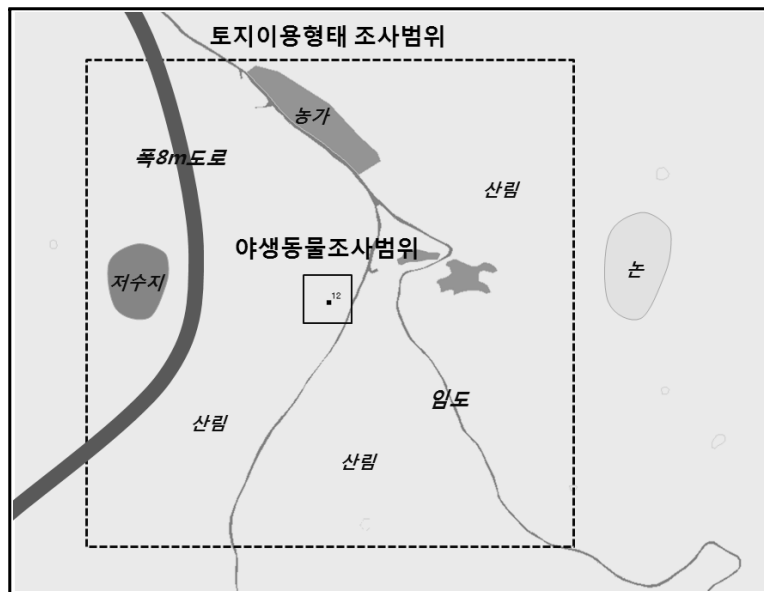 토지이용형태 조사범위
농가
폭8m도로
산림
야생동물조사범위
저수지
논
12
임도
산림
산림